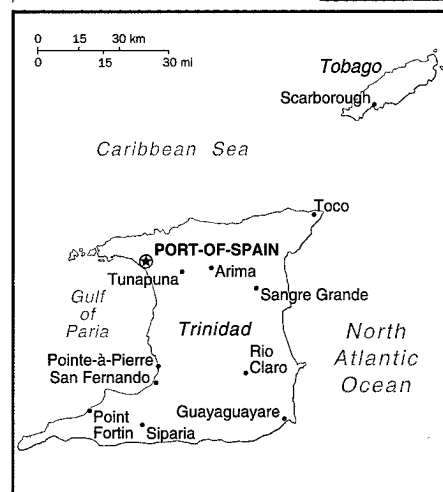 0 15 30 km
0 15 30 mi
Tobago
Scarborough
Caribbean Sea
Toco
PORT-OF-SPAIN
Tunapuna
Arima
Sangre Grande
Gulf
of
Paria
Trinidad
North
Atlantic
Ocean
Pointe-à-Pierre
San Fernando
Rio
Claro
Guayaguayare
Point
Fortin
Siparia